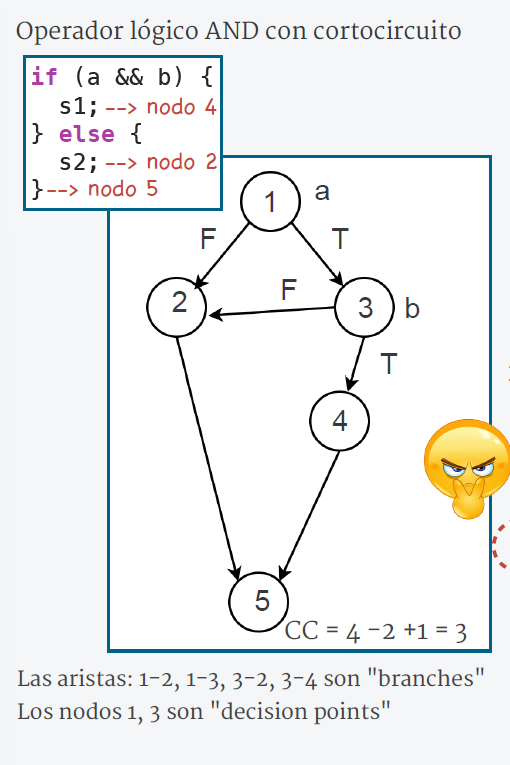 Operador lógico AND con cortocircuito
if (a && b) {
s1; --> nodo 4
} else {
s2; --> nodo 2
}--> nodo 5
1 a
F T
2 F 3 b
T
4
5
CC = 4 -2 +1 = 3
Las aristas: 1-2, 1-3, 3-2, 3-4 son "branches"
Los nodos 1, 3 son "decision points"